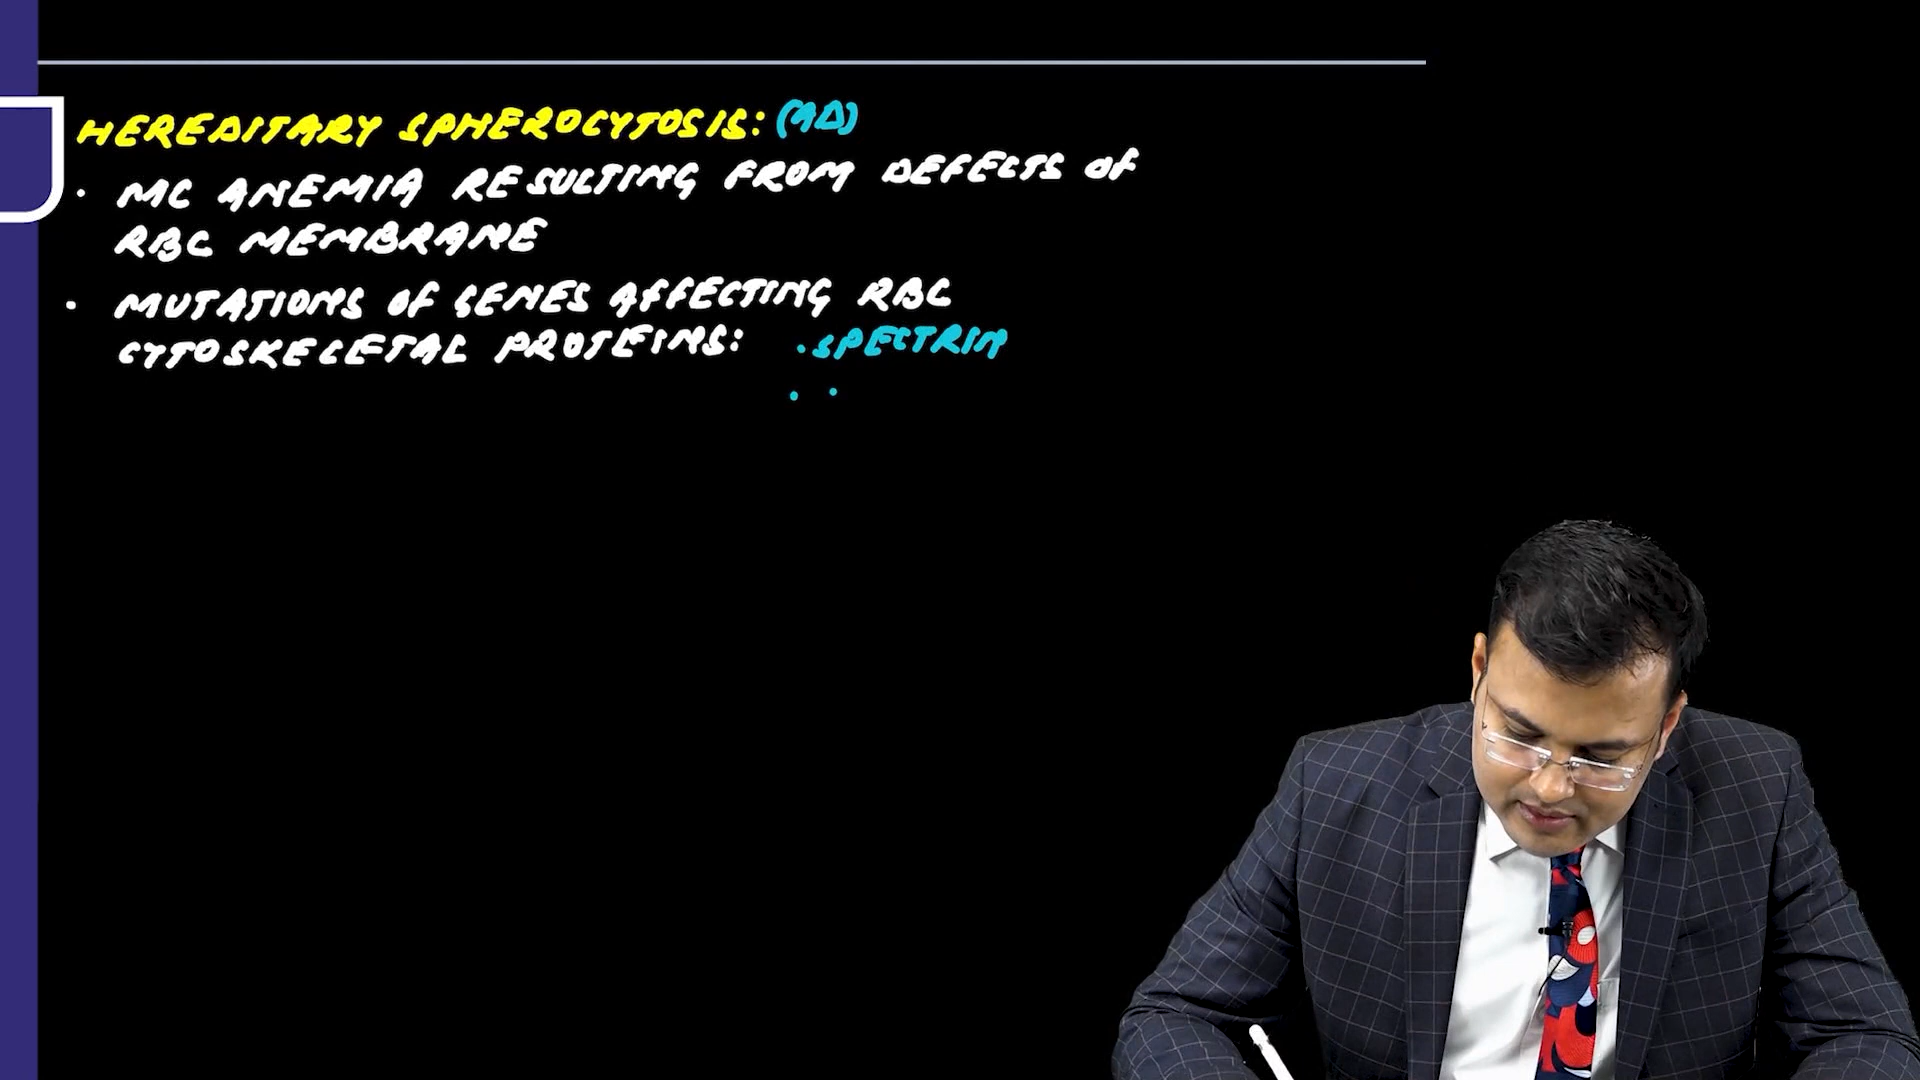 HEREDITARY SPHEROCYTOSIS: (AD)
• MC ANEMIA RESULTING FROM DEFECTS OF
RBC MEMBRANE
• MUTATIONS OF GENES AFFECTING RBC
CYTOSKELETAL PROTEINS: • SPECTRIN
• •